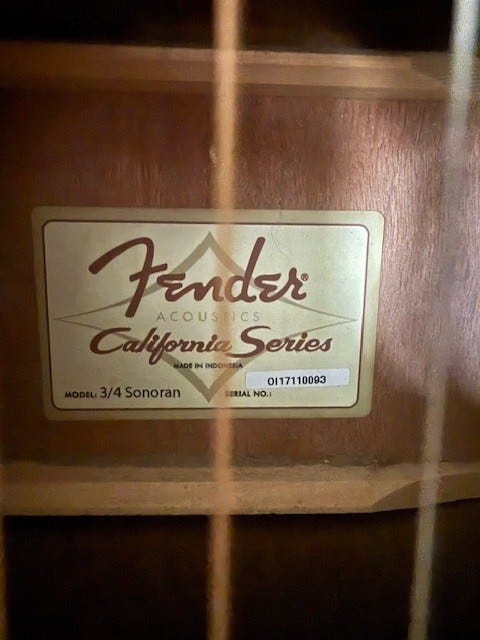 Fender®
ACOUSTICS
California Series
MADE IN INDONESIA
MODEL: 3/4 Sonoran SERIAL NO.: OI17110093